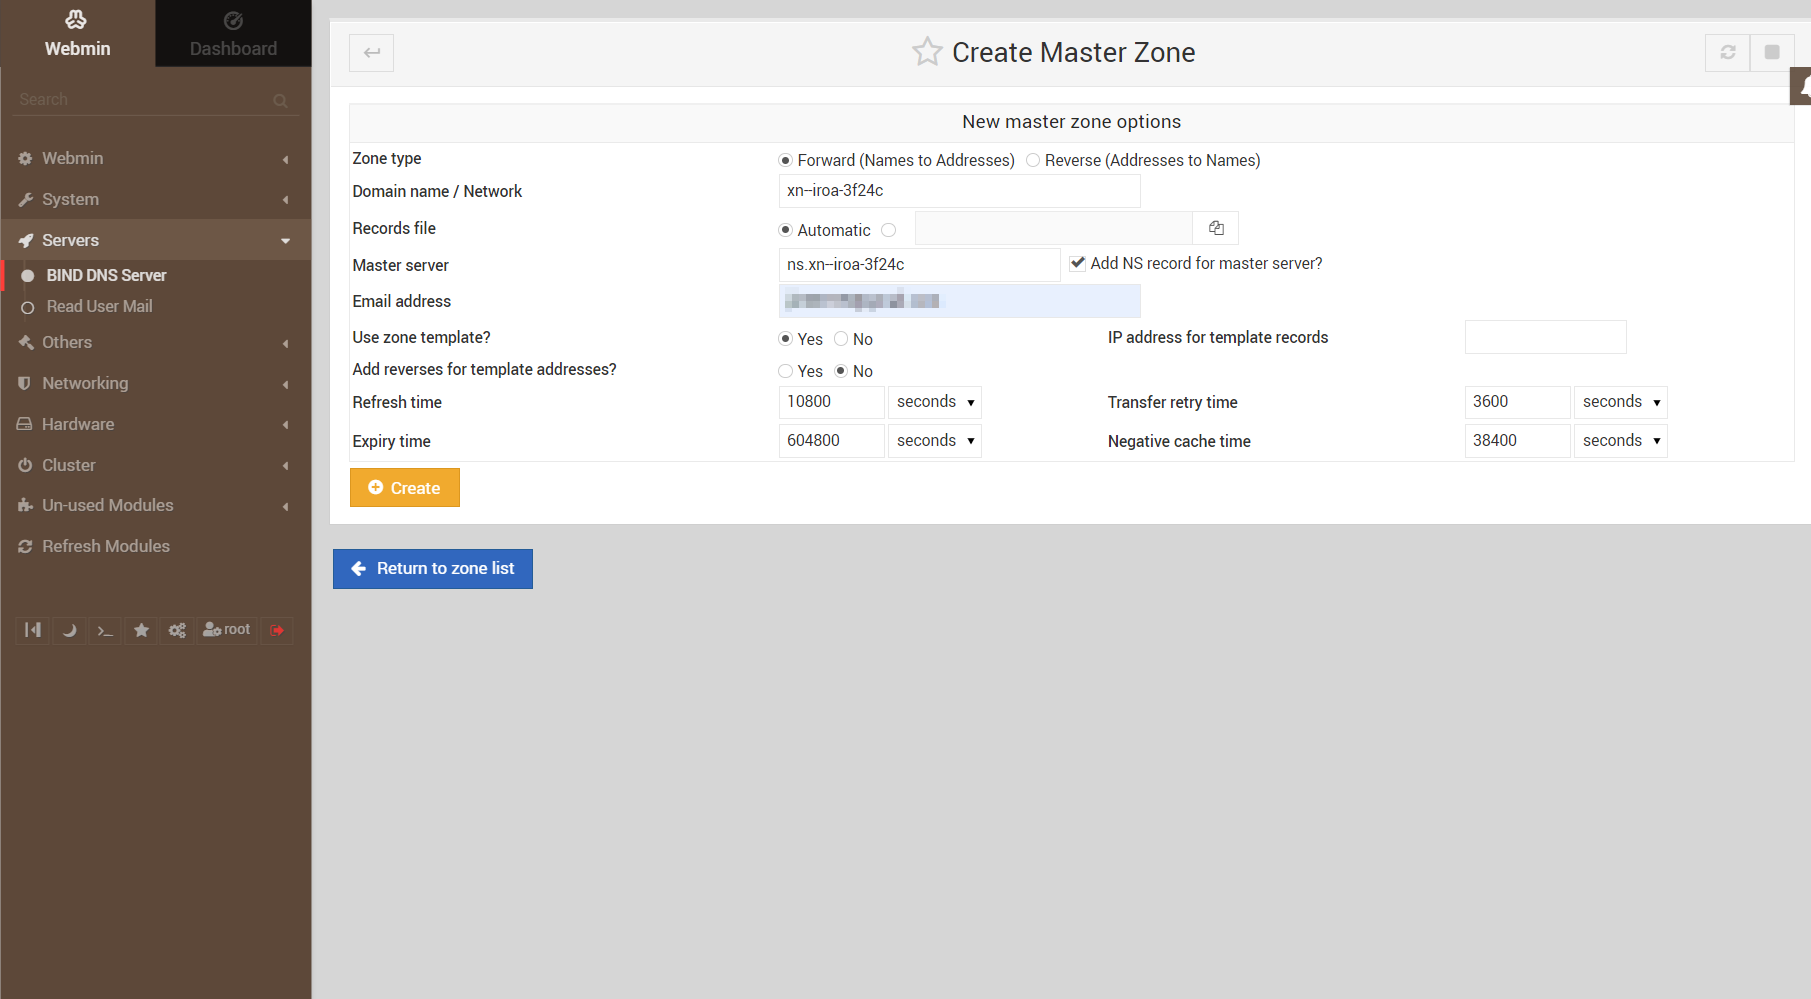 Webmin
Dashboard
Search
Webmin
System
Servers
BIND DNS Server
Read User Mail
Others
Networking
Hardware
Cluster
Un-used Modules
Refresh Modules
root
Create Master Zone
New master zone options
Zone type Forward (Names to Addresses) Reverse (Addresses to Names)
Domain name / Network xn--iroa-3f24c
Records file Automatic
Master server ns.xn--iroa-3f24c Add NS record for master server?
Email address
Use zone template? Yes No IP address for template records
Add reverses for template addresses? Yes No
Refresh time 10800 seconds Transfer retry time 3600 seconds
Expiry time 604800 seconds Negative cache time 38400 seconds
Create
Return to zone list